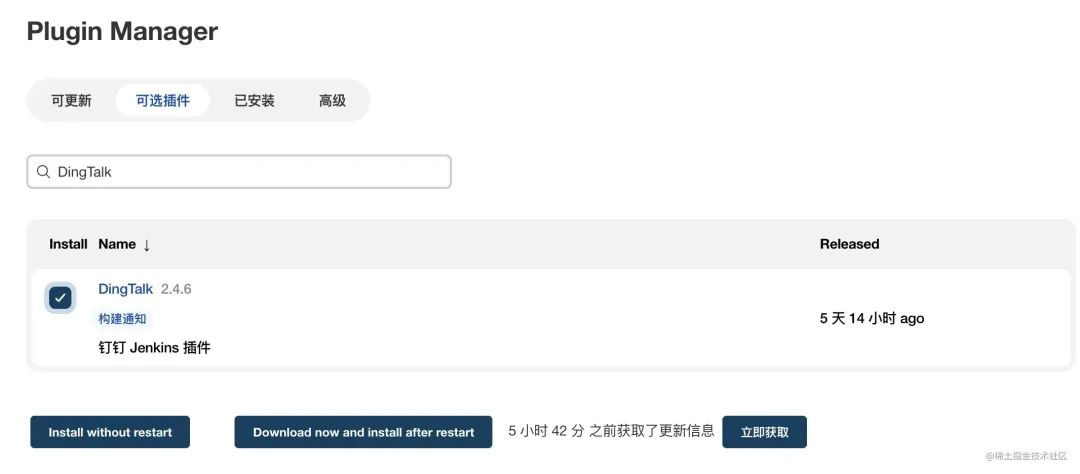 Plugin Manager
可更新 可选插件 已安装 高级
DingTalk
Install Name ↓ Released
DingTalk 2.4.6
构建通知
5 天 14 小时 ago
钉钉 Jenkins 插件
Install without restart Download now and install after restart 5 小时 42 分 之前获取了更新信息 立即获取
@稀土掘金技术社区